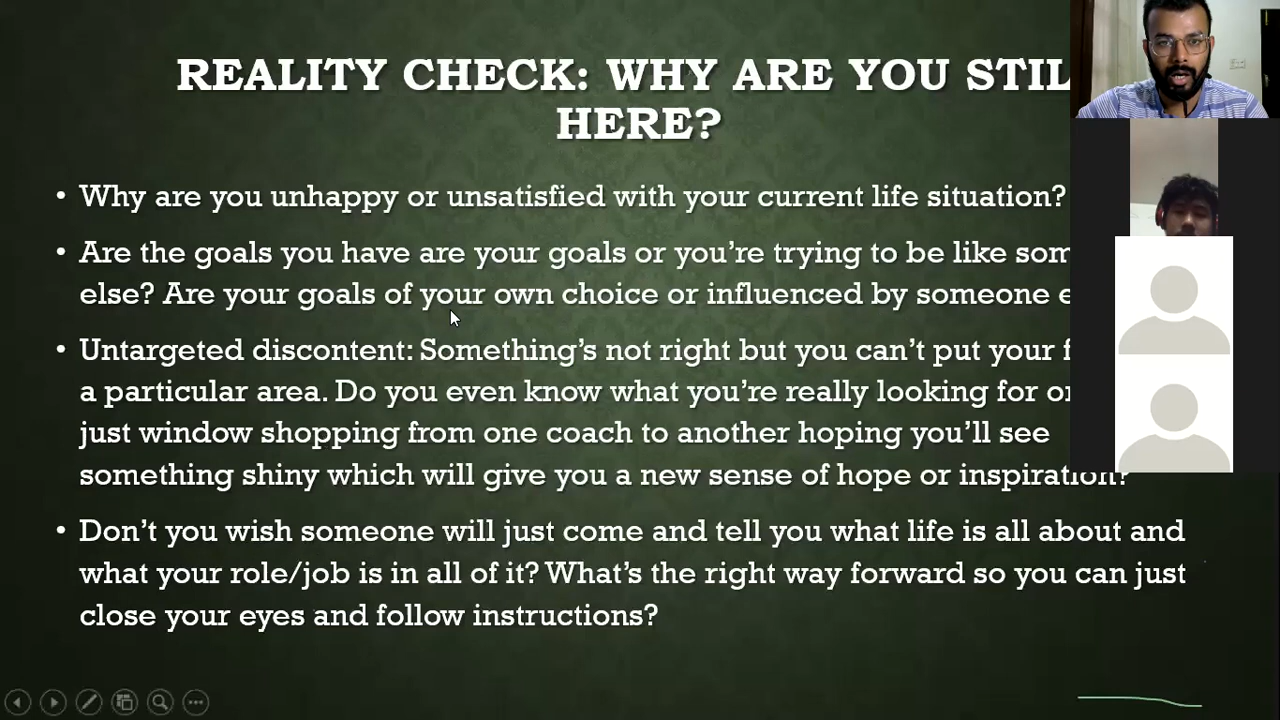 REALITY CHECK: WHY ARE YOU STIL
HERE?
• Why are you unhappy or unsatisfied with your current life situation?
• Are the goals you have are your goals or you're trying to be like som
else? Are your goals of your own choice or influenced by someone e
• Untargeted discontent: Something's not right but you can't put your f
a particular area. Do you even know what you're really looking for or
just window shopping from one coach to another hoping you'll see
something shiny which will give you a new sense of hope or inspiration?
• Don't you wish someone will just come and tell you what life is all about and
what your role/job is in all of it? What's the right way forward so you can just
close your eyes and follow instructions?